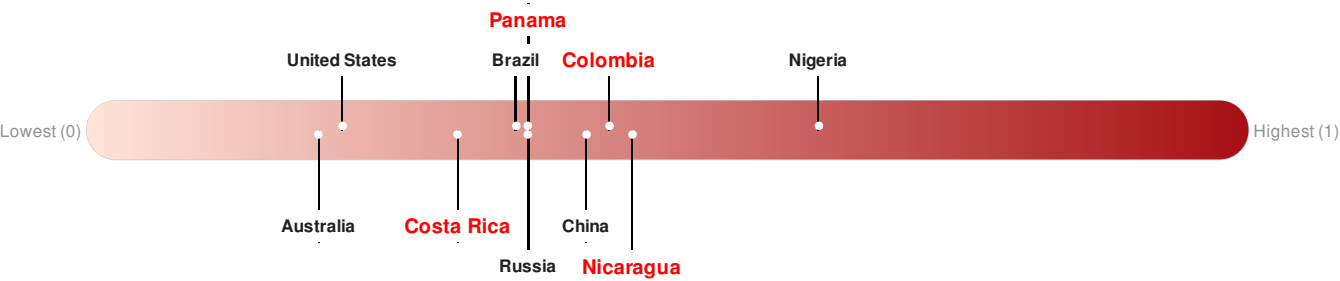 Panama
United States
Brazil
Colombia
Nigeria
Lowest (0)
Highest (1)
Australia
Costa Rica
China
Russia
Nicaragua